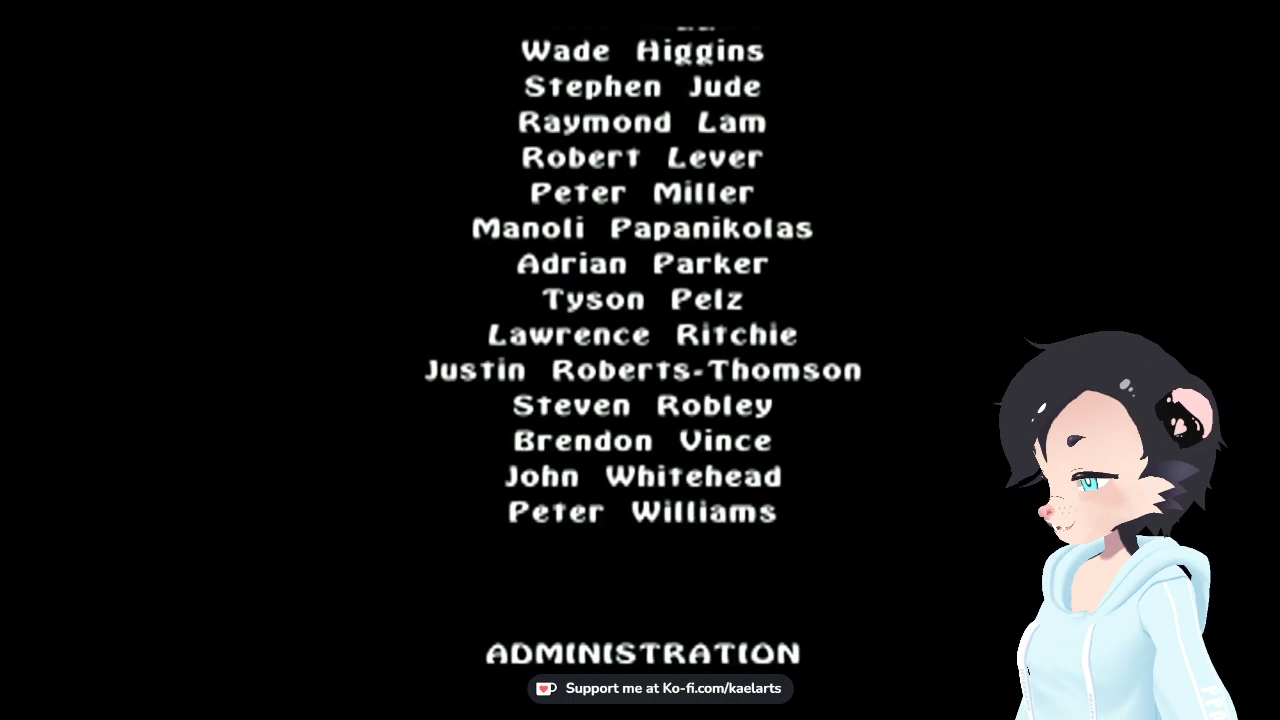 Wade Higgins
Stephen Jude
Raymond Lam
Robert Lever
Peter Miller
Manoli Papanikolas
Adrian Parker
Tyson Pelz
Lawrence Ritchie
Justin Roberts-Thomson
Steven Robley
Brendon Vince
John Whitehead
Peter Williams
ADMINISTRATION
Support me at Ko-fi.com/kaelarts